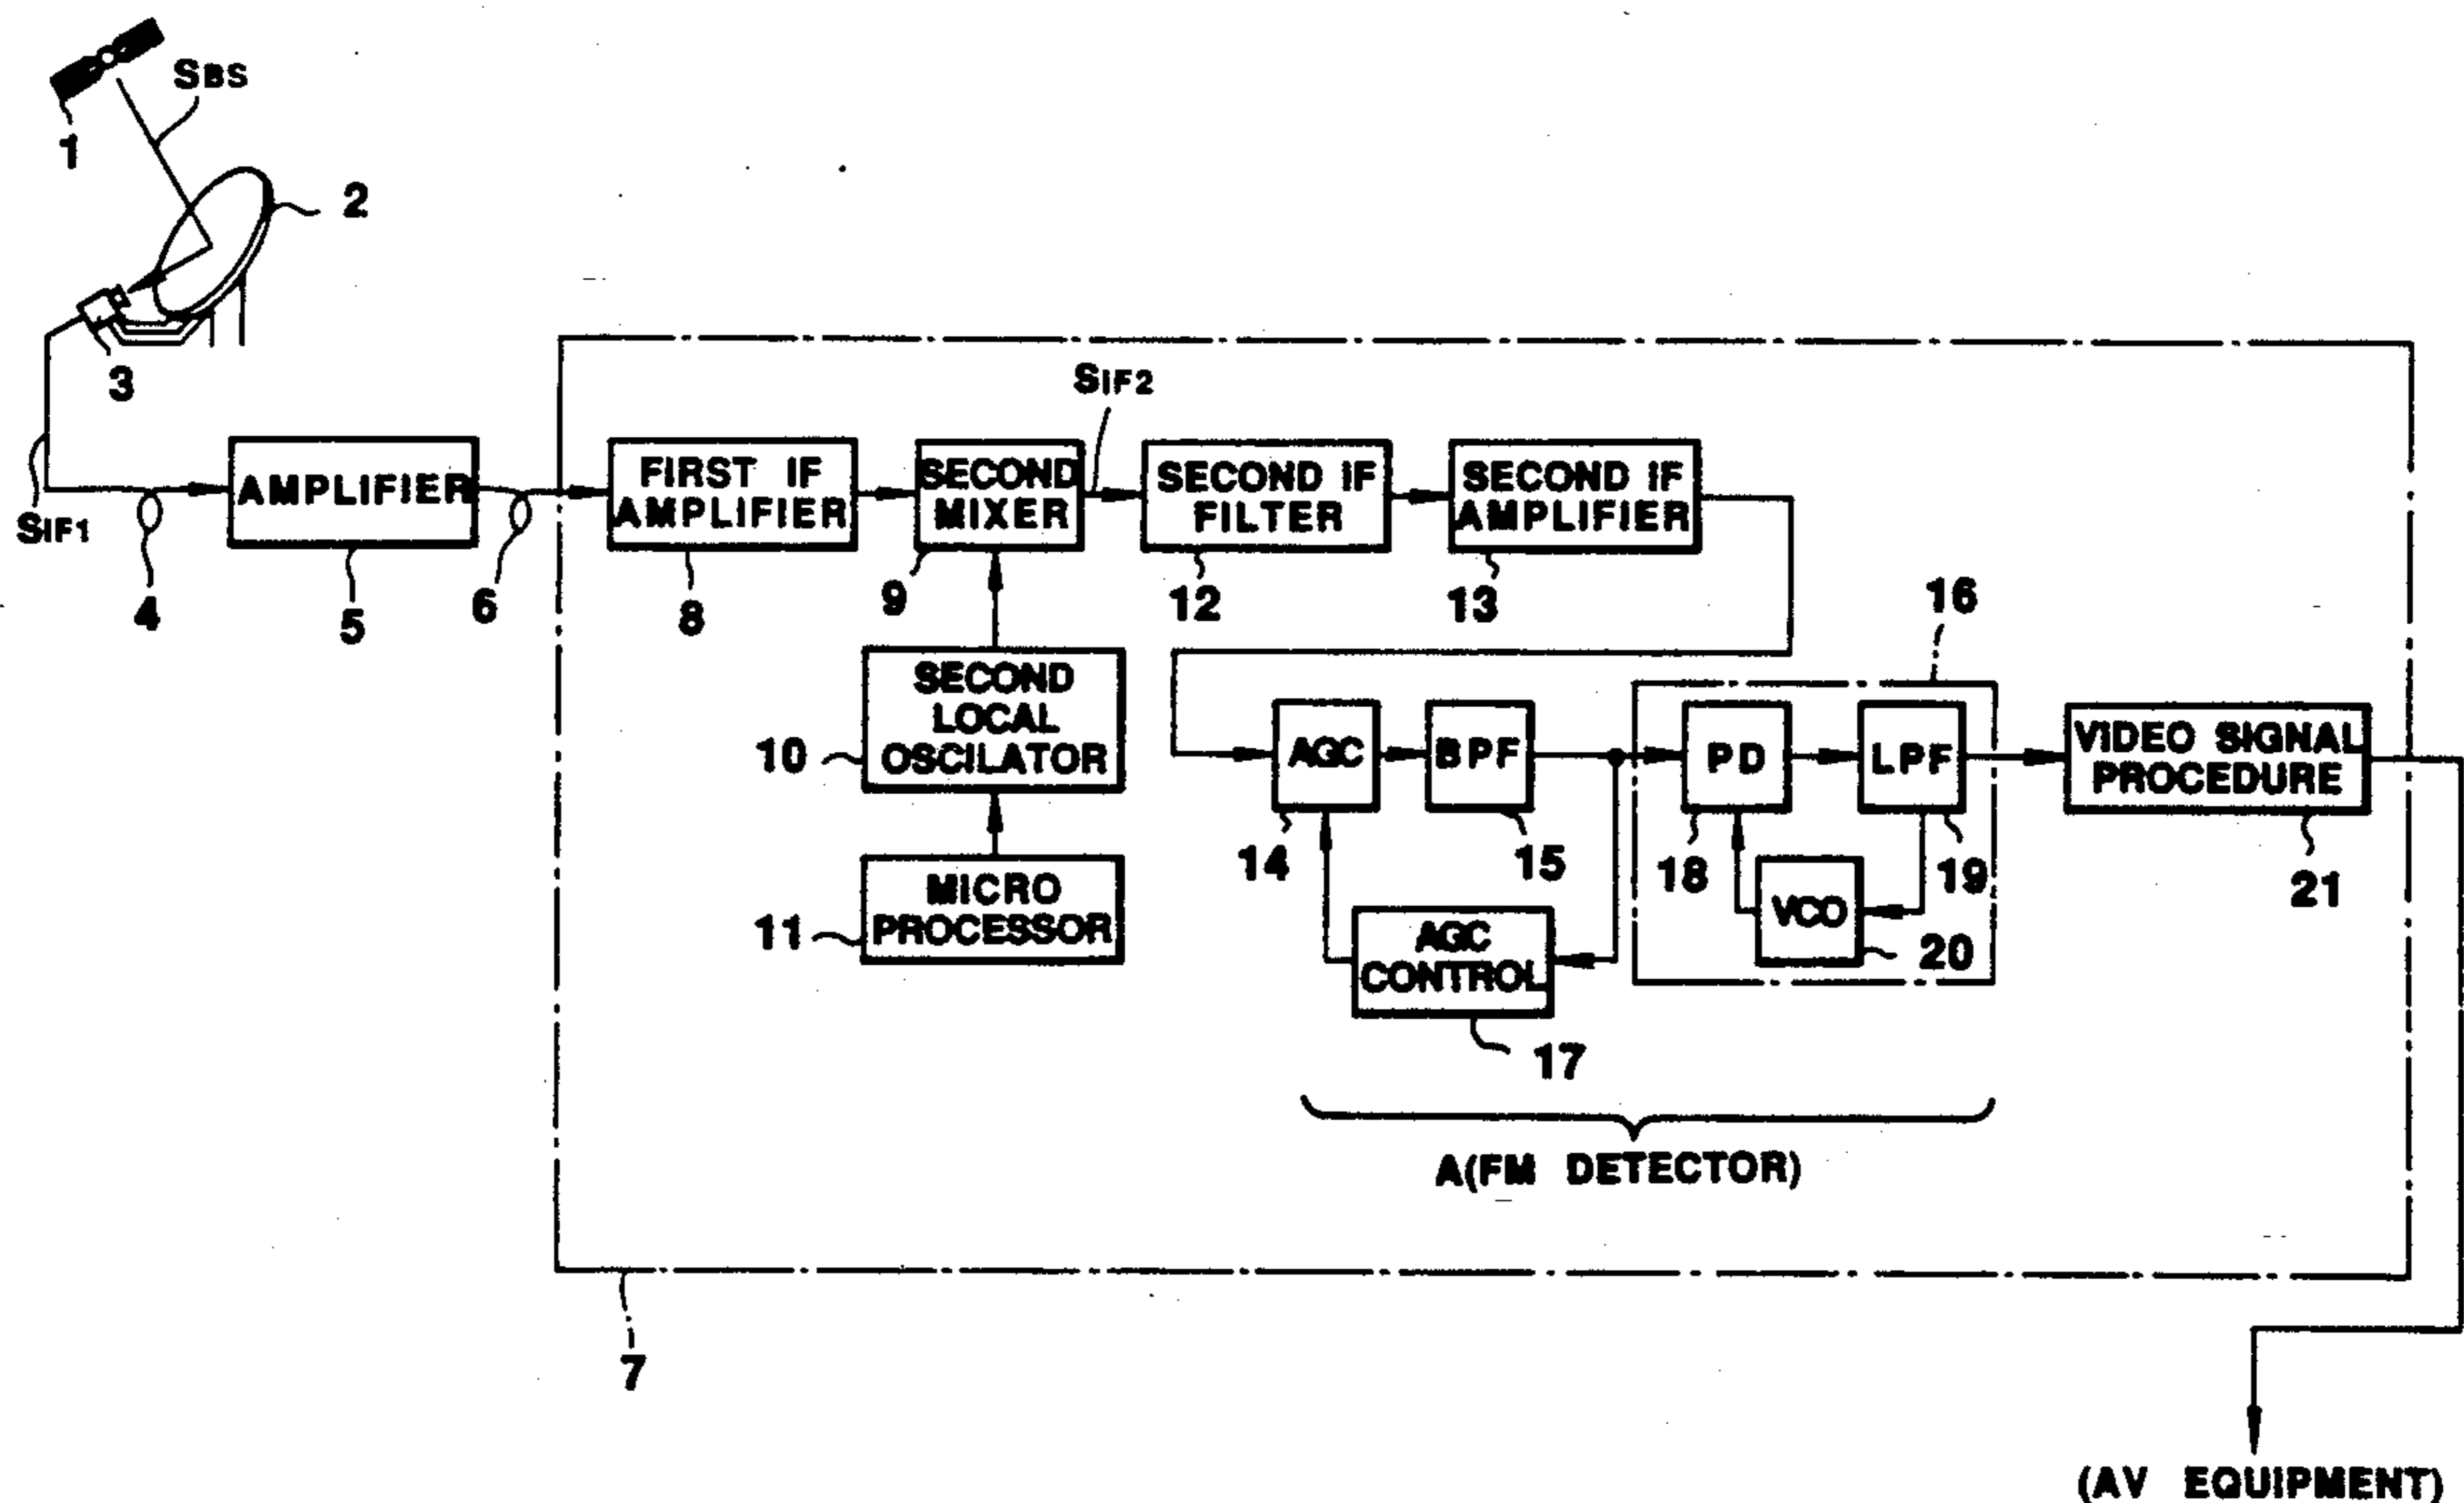 SBS
1
2
3
SIF1
4
AMPLIFIER
5
6
FIRST IF
AMPLIFIER
8
SECOND
MIXER
9
SIF2
SECOND IF
FILTER
12
SECOND IF
AMPLIFIER
13
SECOND
LOCAL
OSCILATOR
10
MICRO
PROCESSOR
11
AGC
14
BPF
15
16
PD
18
LPF
19
VCO
20
AGC
CONTROL
17
VIDEO SIGNAL
PROCEDURE
21
A(FM DETECTOR)
7
(AV EQUIPMENT)